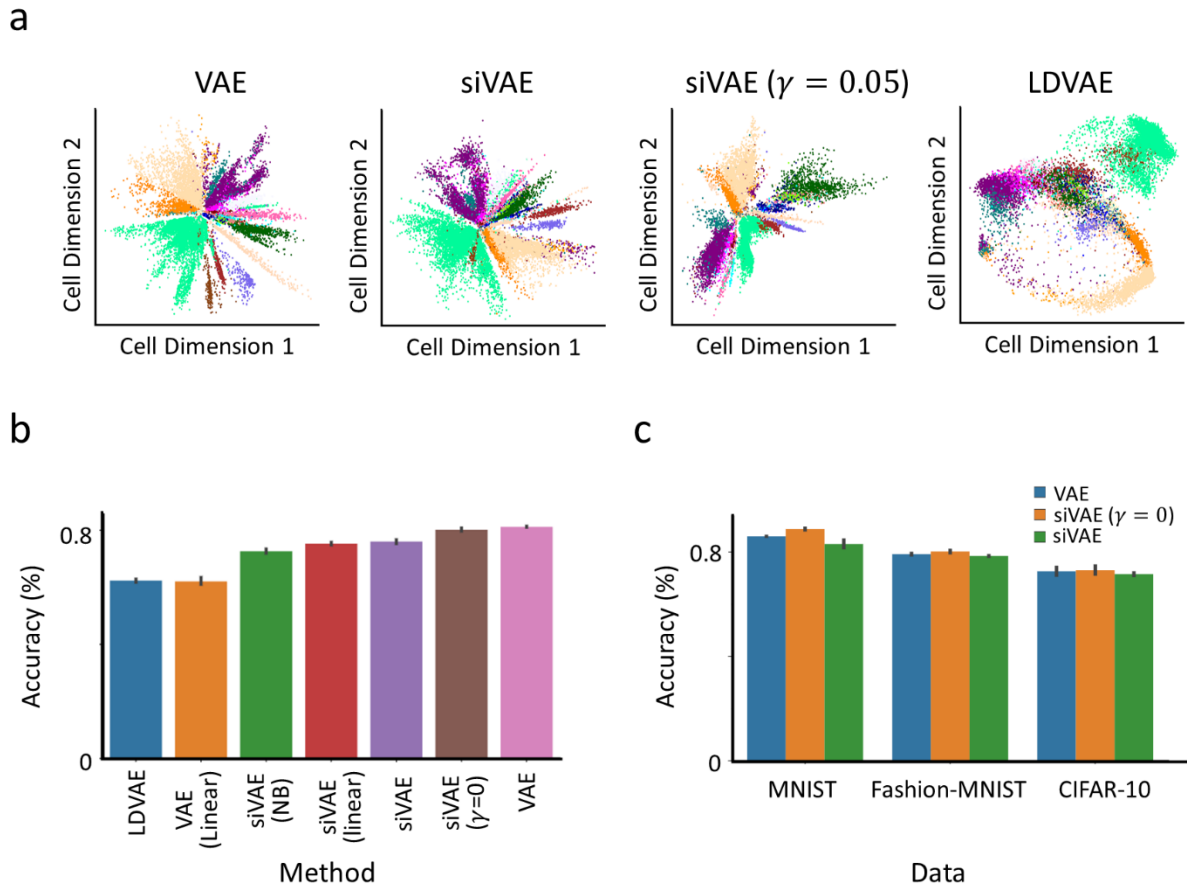 a
VAE
siVAE
siVAE (γ = 0.05)
LDVAE
Cell Dimension 2
Cell Dimension 1
Cell Dimension 2
Cell Dimension 1
Cell Dimension 2
Cell Dimension 1
Cell Dimension 2
Cell Dimension 1
b
Accuracy (%)
0.8
0
LDVAE
VAE
(Linear)
siVAE
(NB)
siVAE
(linear)
siVAE
siVAE
(γ=0)
VAE
Method
c
VAE
siVAE (γ = 0)
siVAE
Accuracy (%)
0.8
0
MNIST
Fashion-MNIST
CIFAR-10
Data